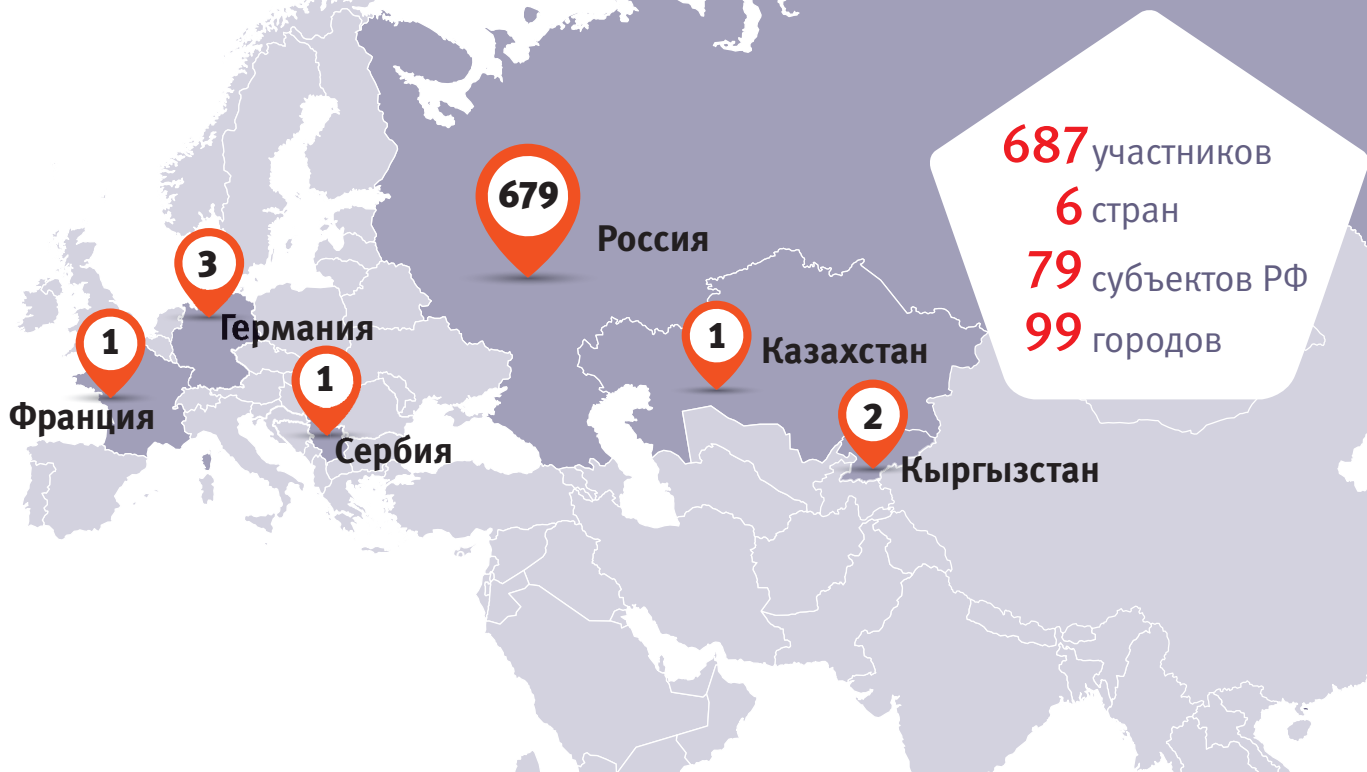 687 участников
6 стран
79 субъектов РФ
99 городов
679
Россия
3
Германия
1
Франция
1
Сербия
1
Казахстан
2
Кыргызстан